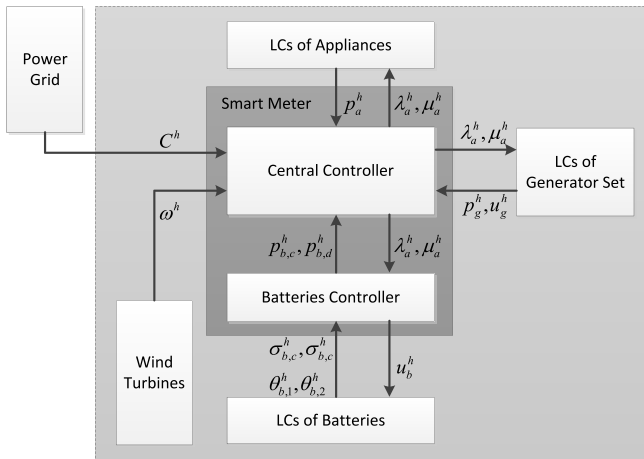 Power
Grid
LCs of Appliances
Smart Meter
p_a^h
λ_a^h, μ_a^h
C^h
Central Controller
λ_a^h, μ_a^h
LCs of
Generator Set
p_g^h, u_g^h
ω^h
p_{b,c}^h, p_{b,d}^h
λ_a^h, μ_a^h
Batteries Controller
Wind
Turbines
σ_{b,c}^h, σ_{b,c}^h
θ_{b,1}^h, θ_{b,2}^h
u_b^h
LCs of Batteries